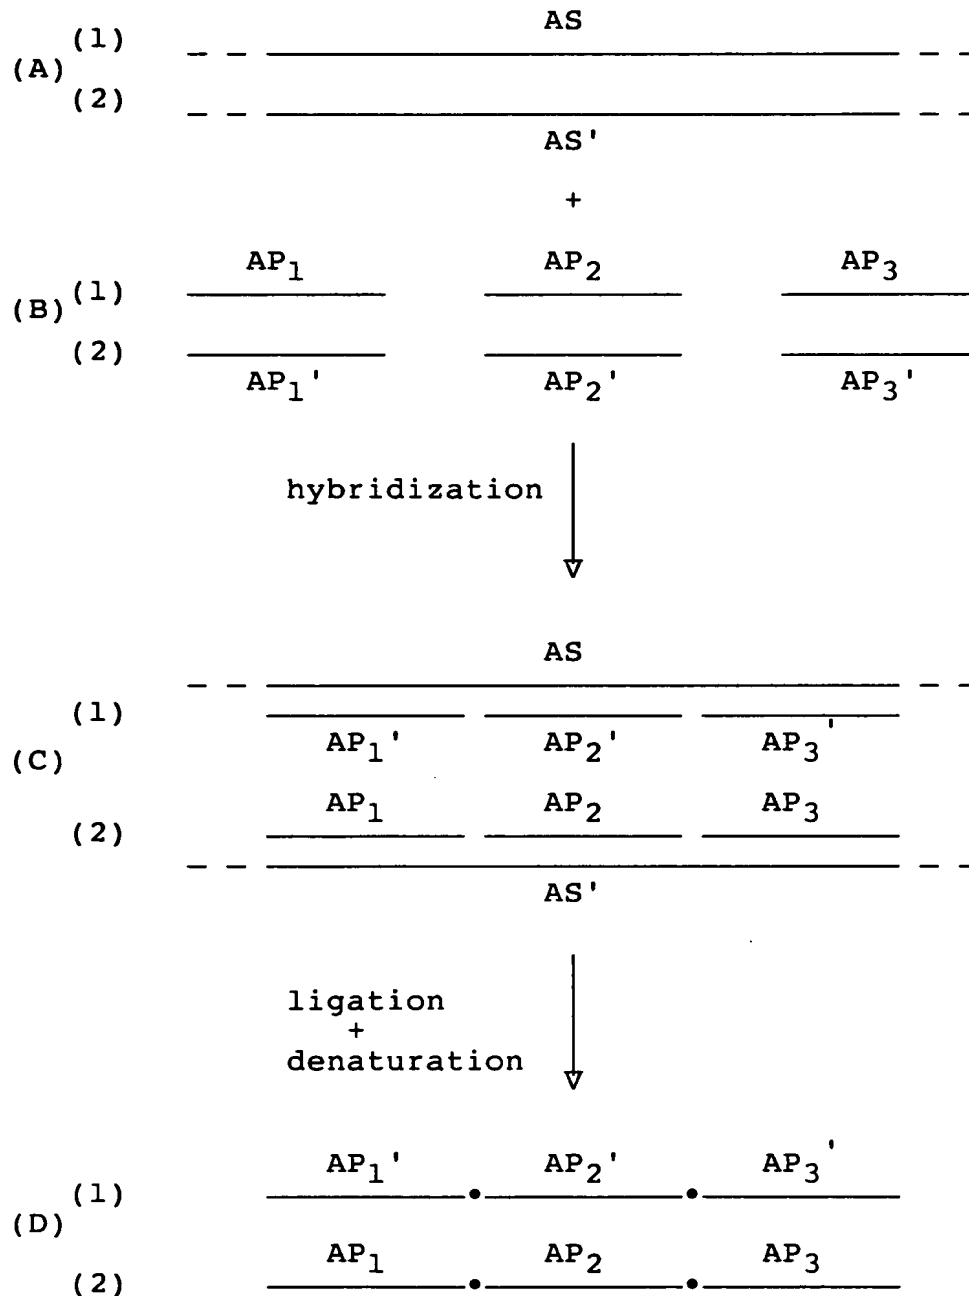 AS
(1)
(A)
(2)
AS'
+
AP₁ AP₂ AP₃
(1)
(B)
(2)
AP₁' AP₂' AP₃'
hybridization
AS
(1)
AP₁' AP₂' AP₃'
(C)
AP₁ AP₂ AP₃
(2)
AS'
ligation
+
denaturation
AP₁' AP₂' AP₃'
(1)
(D)
AP₁ AP₂ AP₃
(2)